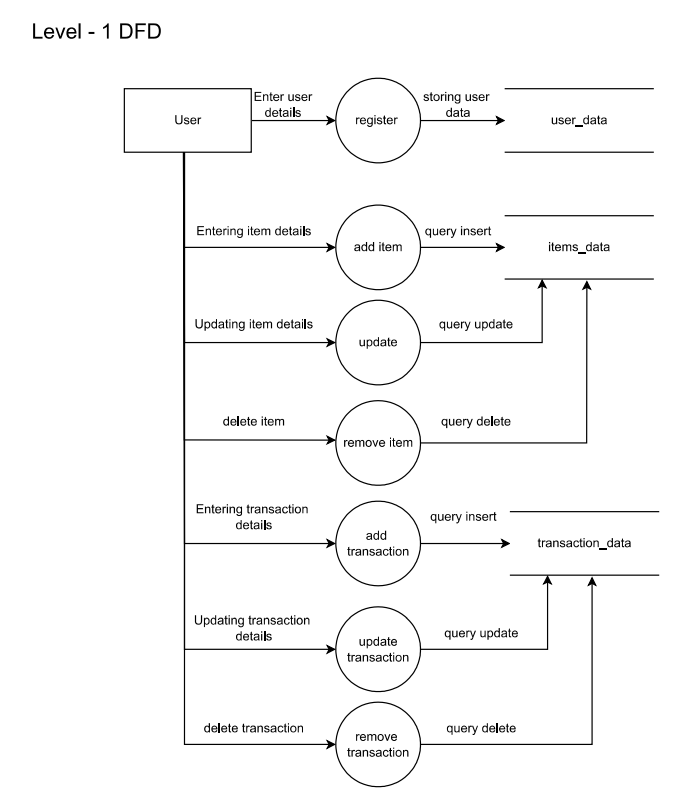 Level - 1 DFD
Enter user
details
storing user
data
User
register
user_data
Entering item details
query insert
add item
items_data
Updating item details
query update
update
delete item
query delete
remove item
Entering transaction
details
query insert
add
transaction
transaction_data
Updating transaction
details
query update
update
transaction
delete transaction
query delete
remove
transaction